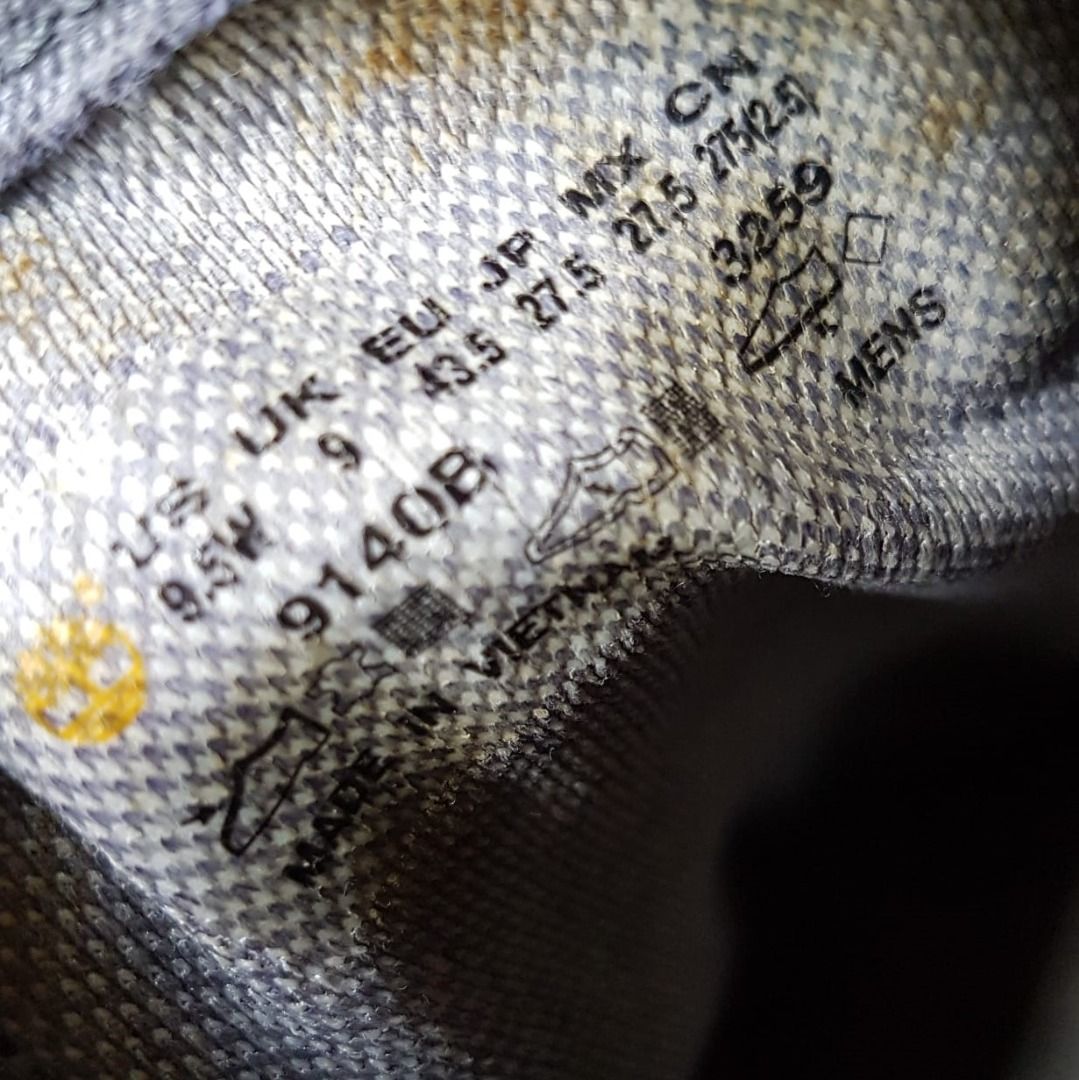 US UK EU JP MX CN
9.5W 9 43.5 27.5 27.5 275(2.5)
9140B 3259
MADE IN VIETNAM
MENS